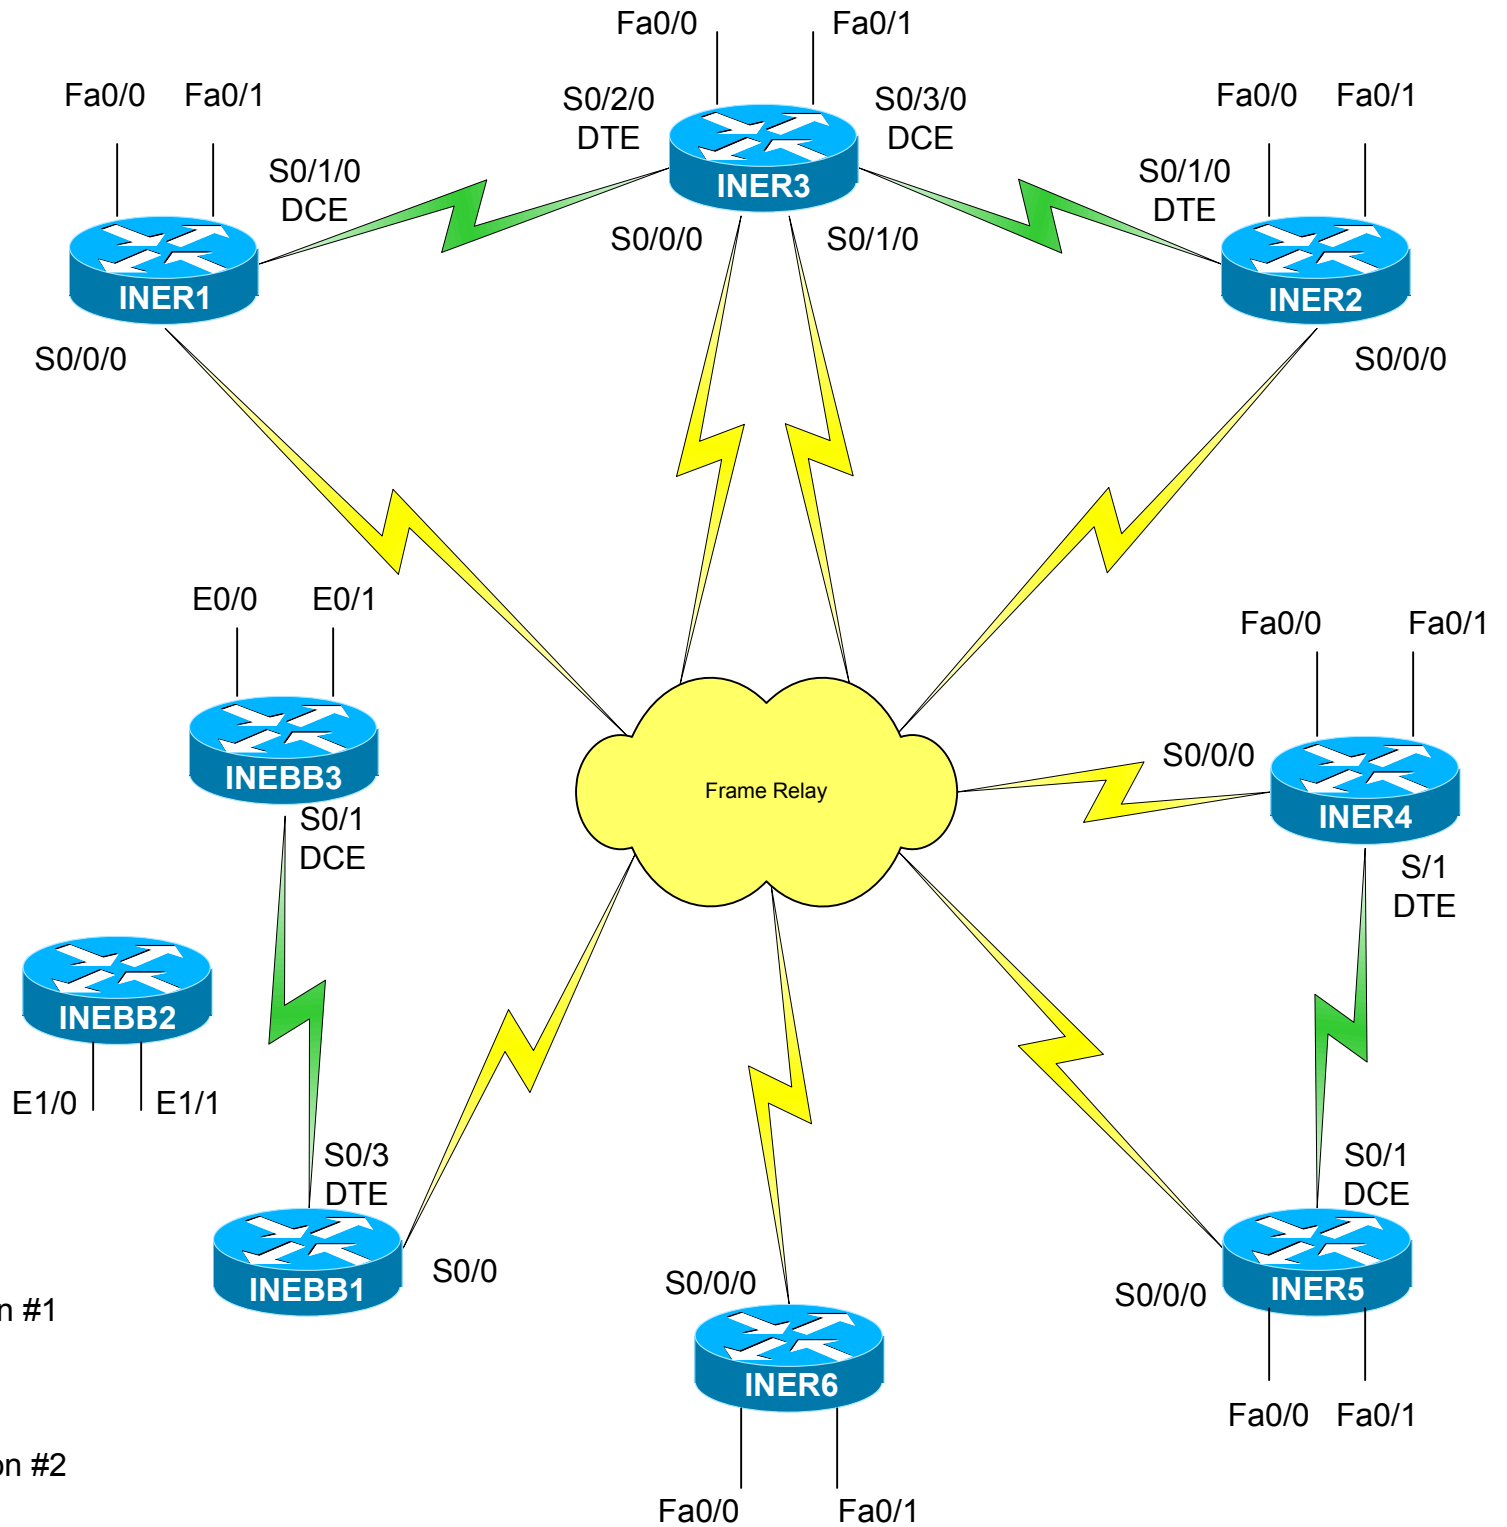 Fa0/0
Fa0/1
Fa0/0
Fa0/1
S0/2/0
DTE
S0/3/0
DCE
Fa0/0
Fa0/1
S0/1/0
DCE
INER3
S0/1/0
DTE
S0/0/0
S0/1/0
INER1
INER2
S0/0/0
S0/0/0
E0/0
E0/1
Fa0/0
Fa0/1
INEBB3
S0/1
DCE
Frame Relay
S0/0/0
INER4
S/1
DTE
INEBB2
E1/0
E1/1
S0/3
DTE
S0/1
DCE
INEBB1
S0/0
S0/0/0
S0/0/0
INER5
n #1
INER6
Fa0/0
Fa0/1
on #2
Fa0/0
Fa0/1